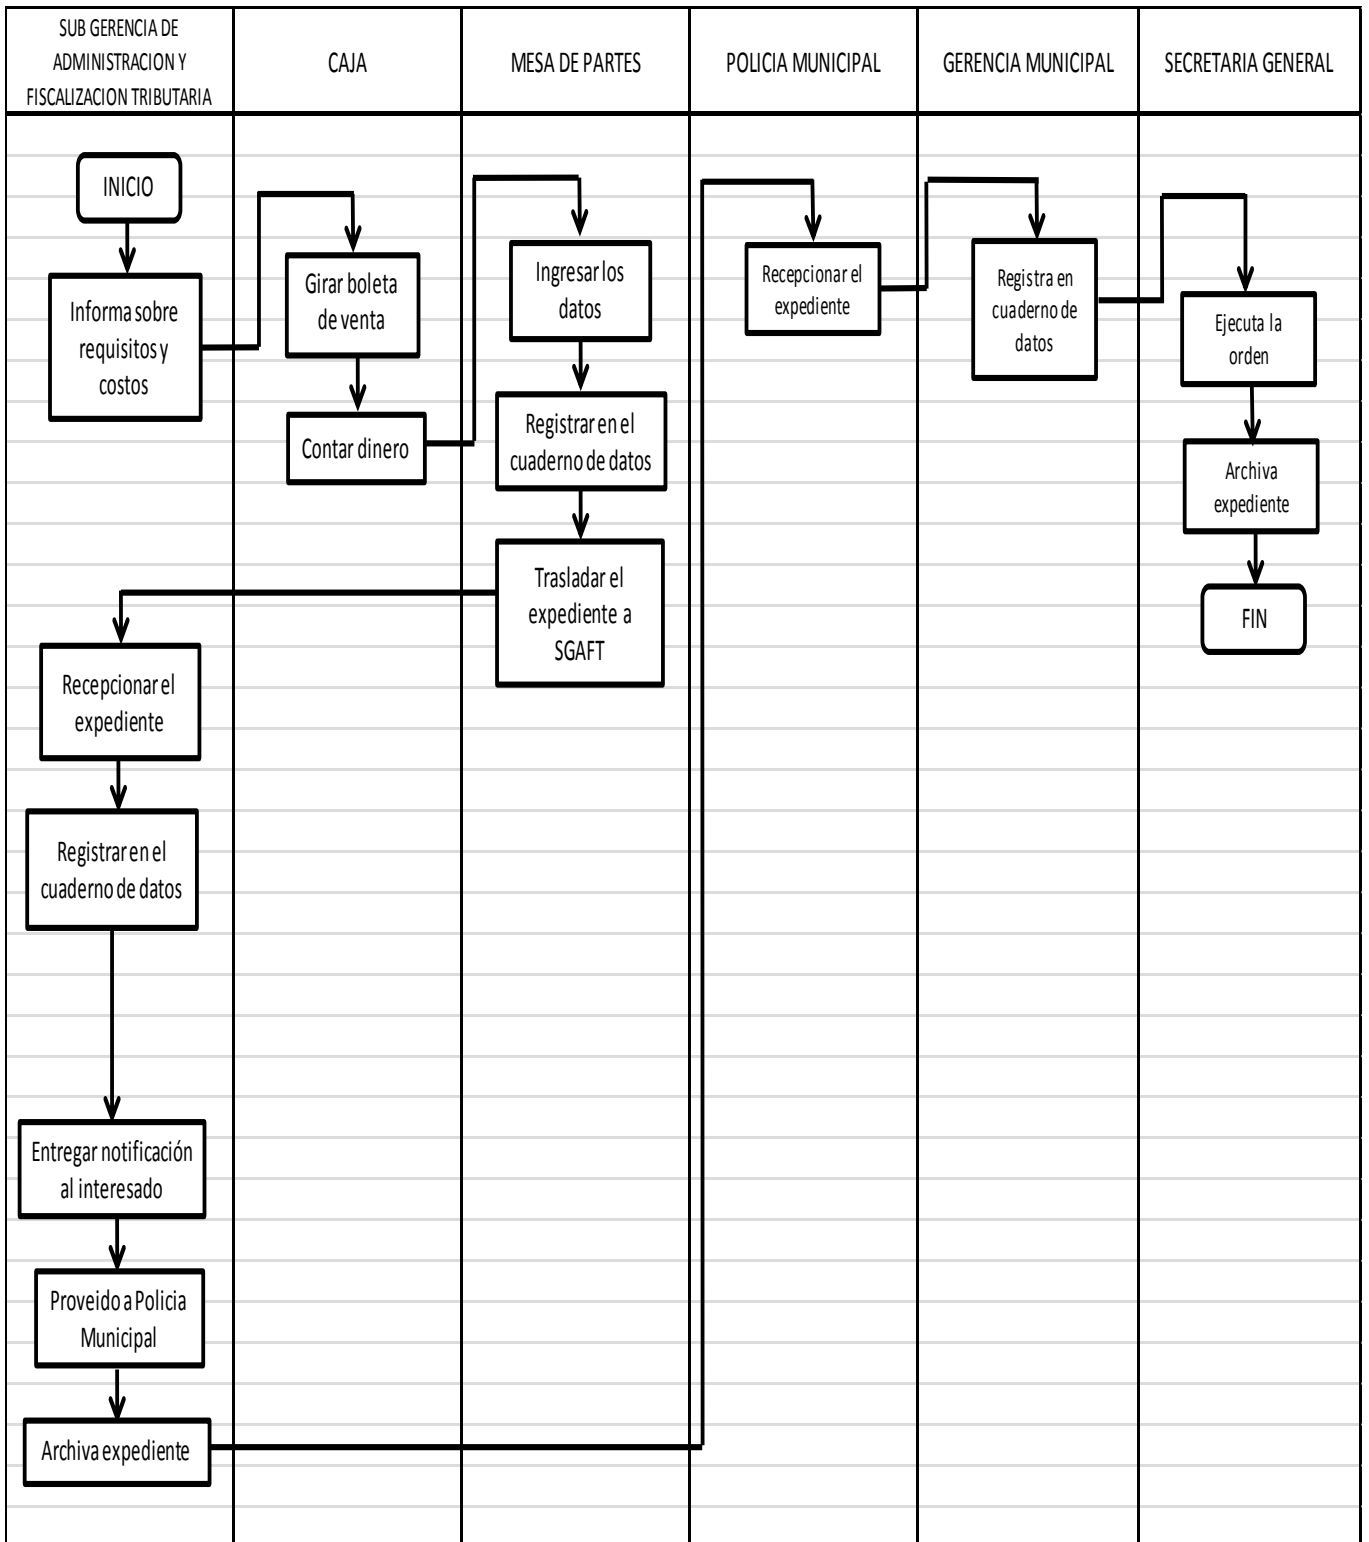 SUB GERENCIA DE
ADMINISTRACION Y
FISCALIZACION TRIBUTARIA
CAJA
MESA DE PARTES
POLICIA MUNICIPAL
GERENCIA MUNICIPAL
SECRETARIA GENERAL
INICIO
Informa sobre
requisitos y
costos
Girar boleta
de venta
Contar dinero
Ingresar los
datos
Registrar en el
cuaderno de datos
Trasladar el
expediente a
SGAFT
Recepcionar el
expediente
Registrar en el
cuaderno de datos
Entregar notificación
al interesado
Proveido a Policia
Municipal
Archiva expediente
Recepcionar el
expediente
Registra en
cuaderno de
datos
Ejecuta la
orden
Archiva
expediente
FIN